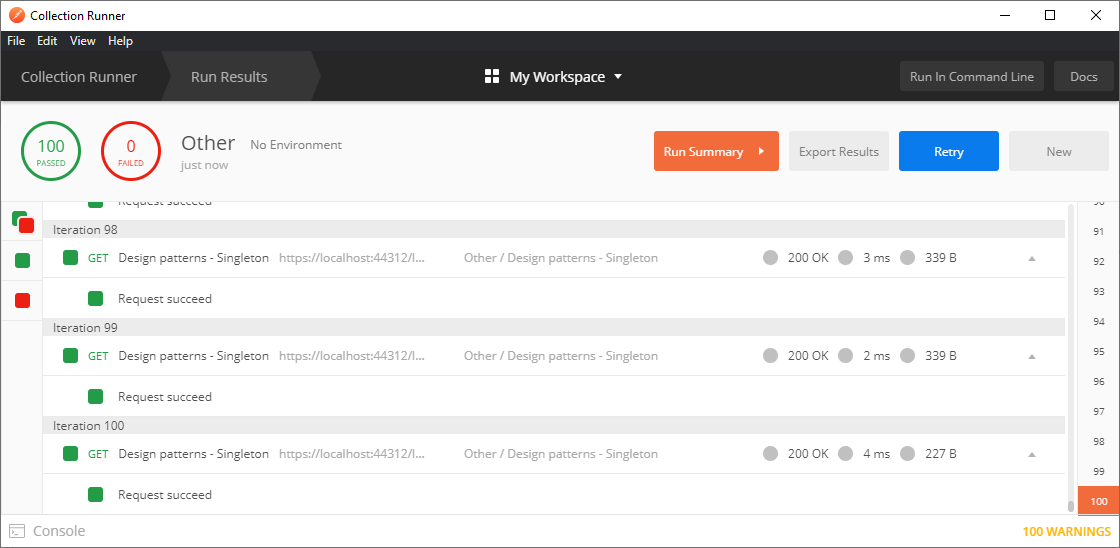 Collection Runner
File Edit View Help
Collection Runner Run Results My Workspace Run In Command Line Docs
100 PASSED
0 FAILED
Other No Environment
just now
Run Summary Export Results Retry New
Request succeed
Iteration 98
GET Design patterns - Singleton https://localhost:44312/l... Other / Design patterns - Singleton 200 OK 3 ms 339 B
Request succeed
Iteration 99
GET Design patterns - Singleton https://localhost:44312/l... Other / Design patterns - Singleton 200 OK 2 ms 339 B
Request succeed
Iteration 100
GET Design patterns - Singleton https://localhost:44312/l... Other / Design patterns - Singleton 200 OK 4 ms 227 B
Request succeed
90
91
92
93
94
95
96
97
98
99
100
Console 100 WARNINGS